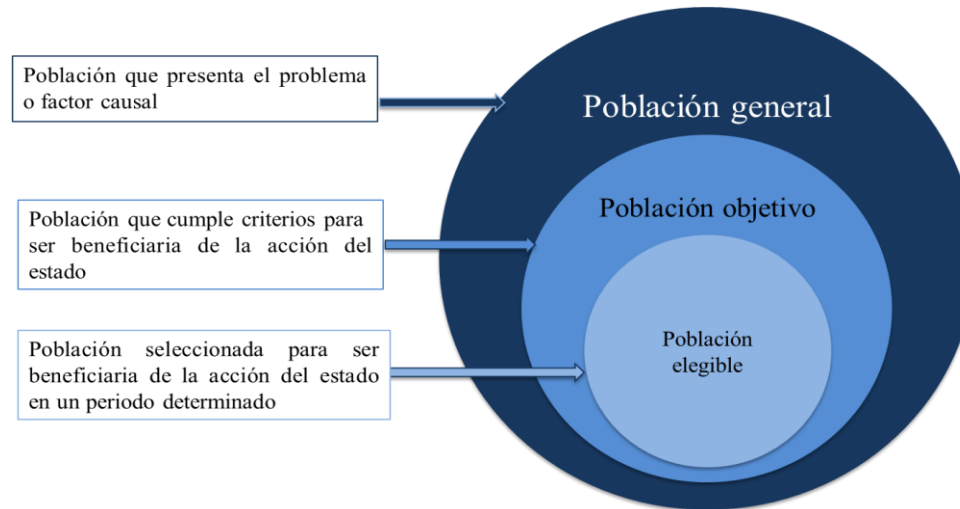 Población que presenta el problema
o factor causal
Población general
Población que cumple criterios para
ser beneficiaria de la acción del
estado
Población objetivo
Población seleccionada para ser
beneficiaria de la acción del estado
en un periodo determinado
Población
elegible